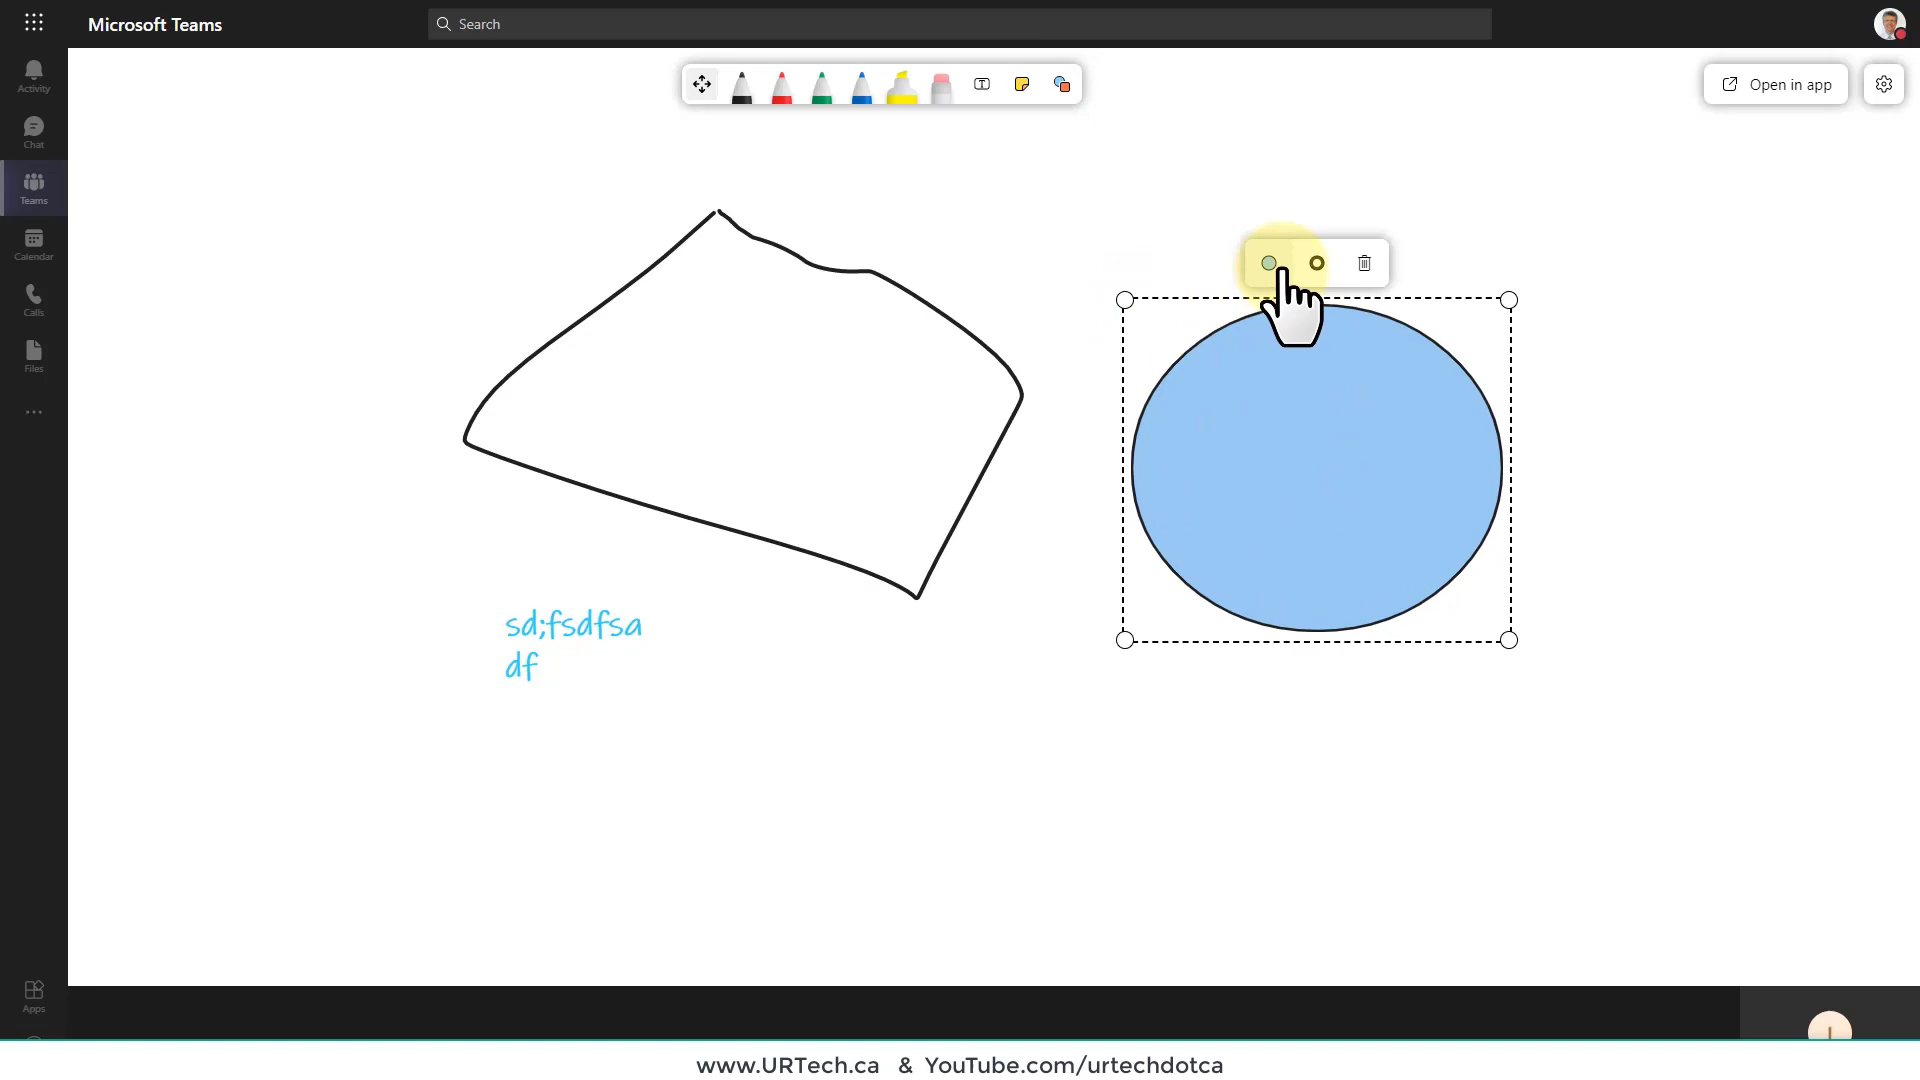 Microsoft Teams
Search
Activity
Chat
Teams
Calendar
Calls
Files
Apps
Open in app
sd;fsdfsa
df
www.URTech.ca & YouTube.com/urtechdotca